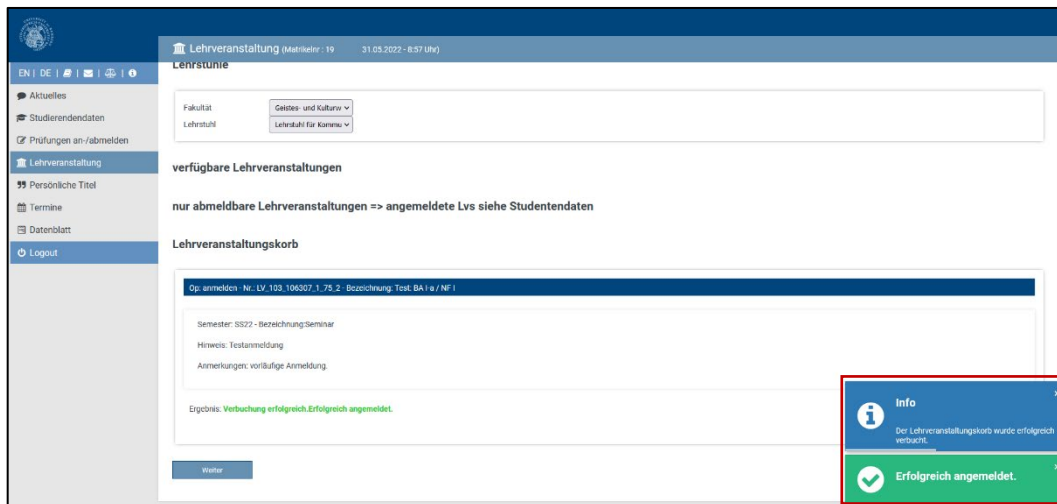 Lehrveranstaltung (Matrikelnr : 19 31.05.2022 - 8:57 Uhr)
EN | DE | | | |
Aktuelles
Studierendendaten
Prüfungen an-/abmelden
Lehrveranstaltung
Persönliche Titel
Termine
Datenblatt
Logout
Lehrstühle
Fakultät Geistes- und Kulturw
Lehrstuhl Lehrstuhl für Kommu
verfügbare Lehrveranstaltungen
nur abmeldbare Lehrveranstaltungen => angemeldete Lvs siehe Studentendaten
Lehrveranstaltungskorb
Op: anmelden - Nr.: LV_103_106307_1_75_2 - Bezeichnung: Test: BA I-a / NF I
Semester: SS22 - Bezeichnung:Seminar
Hinweis: Testanmeldung
Anmerkungen: vorläufige Anmeldung.
Ergebnis: Verbuchung erfolgreich.Erfolgreich angemeldet.
Weiter
Info
Der Lehrveranstaltungskorb wurde erfolgreich
verbucht.
Erfolgreich angemeldet.